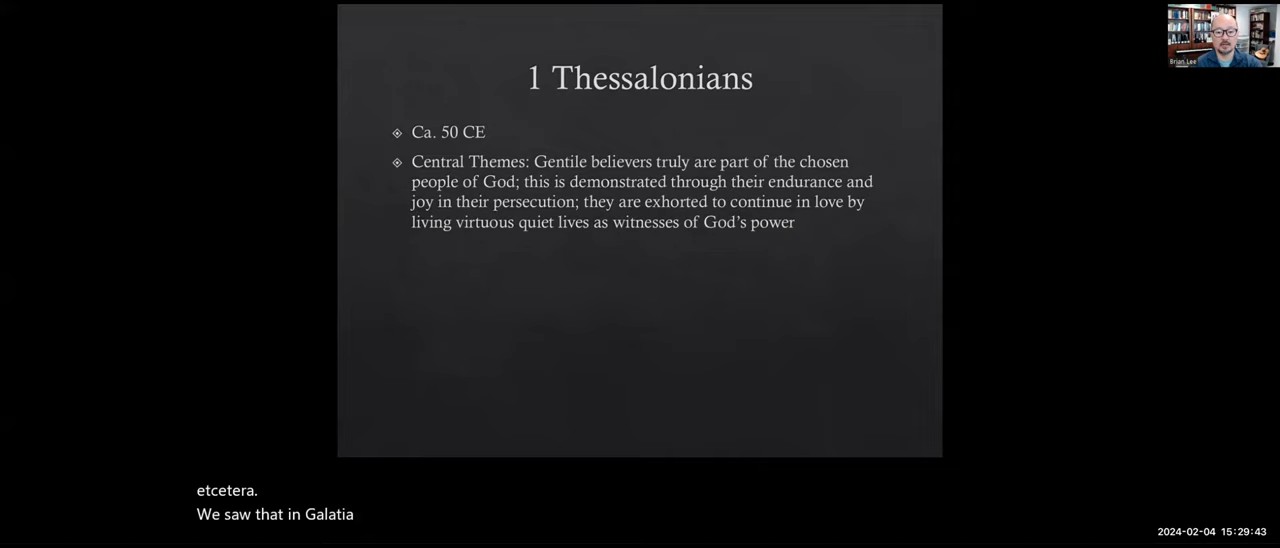 1 Thessalonians
Ca. 50 CE
Central Themes: Gentile believers truly are part of the chosen
people of God; this is demonstrated through their endurance and
joy in their persecution; they are exhorted to continue in love by
living virtuous quiet lives as witnesses of God's power
Brian Lee
etcetera.
We saw that in Galatia
2024-02-04 15:29:43